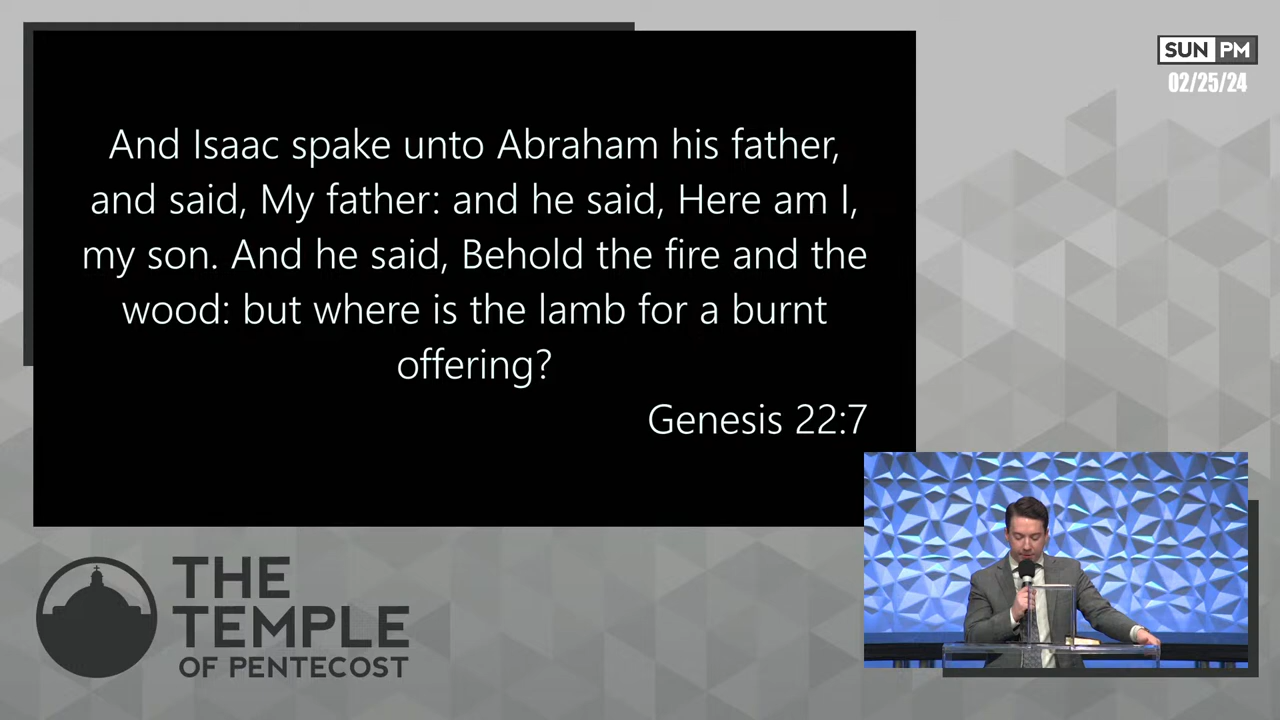 SUN PM
02/25/24
And Isaac spake unto Abraham his father,
and said, My father: and he said, Here am I,
my son. And he said, Behold the fire and the
wood: but where is the lamb for a burnt
offering?
Genesis 22:7
THE
TEMPLE
OF PENTECOST